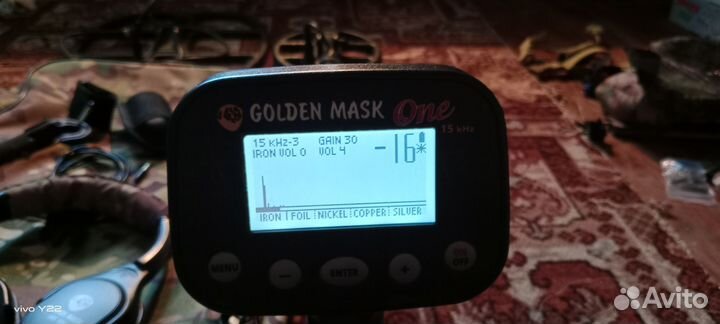 GOLDEN MASK One
15 kHz
15 KHZ-3 GAIN 30
IRON VOL 0 VOL 4
-16
IRON FOIL NICKEL COPPER SILVER
MENU
−
ENTER
+
ON
OFF
vivo Y22
Avito